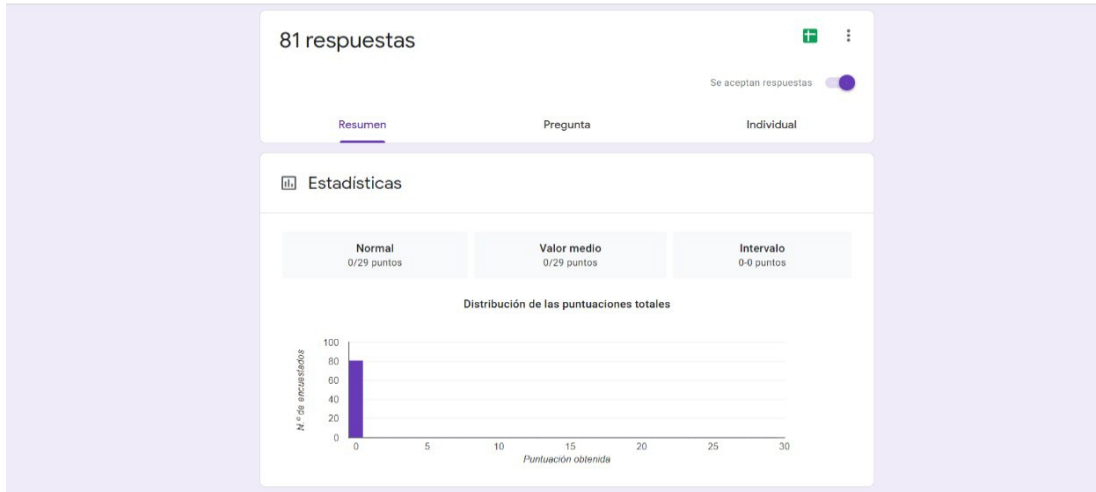 81 respuestas
Se aceptan respuestas
Resumen Pregunta Individual
Estadísticas
Normal Valor medio Intervalo
0/29 puntos 0/29 puntos 0-0 puntos
Distribución de las puntuaciones totales
N.º de encuestados
100
80
60
40
20
0
0 5 10 15 20 25 30
Puntuación obtenida